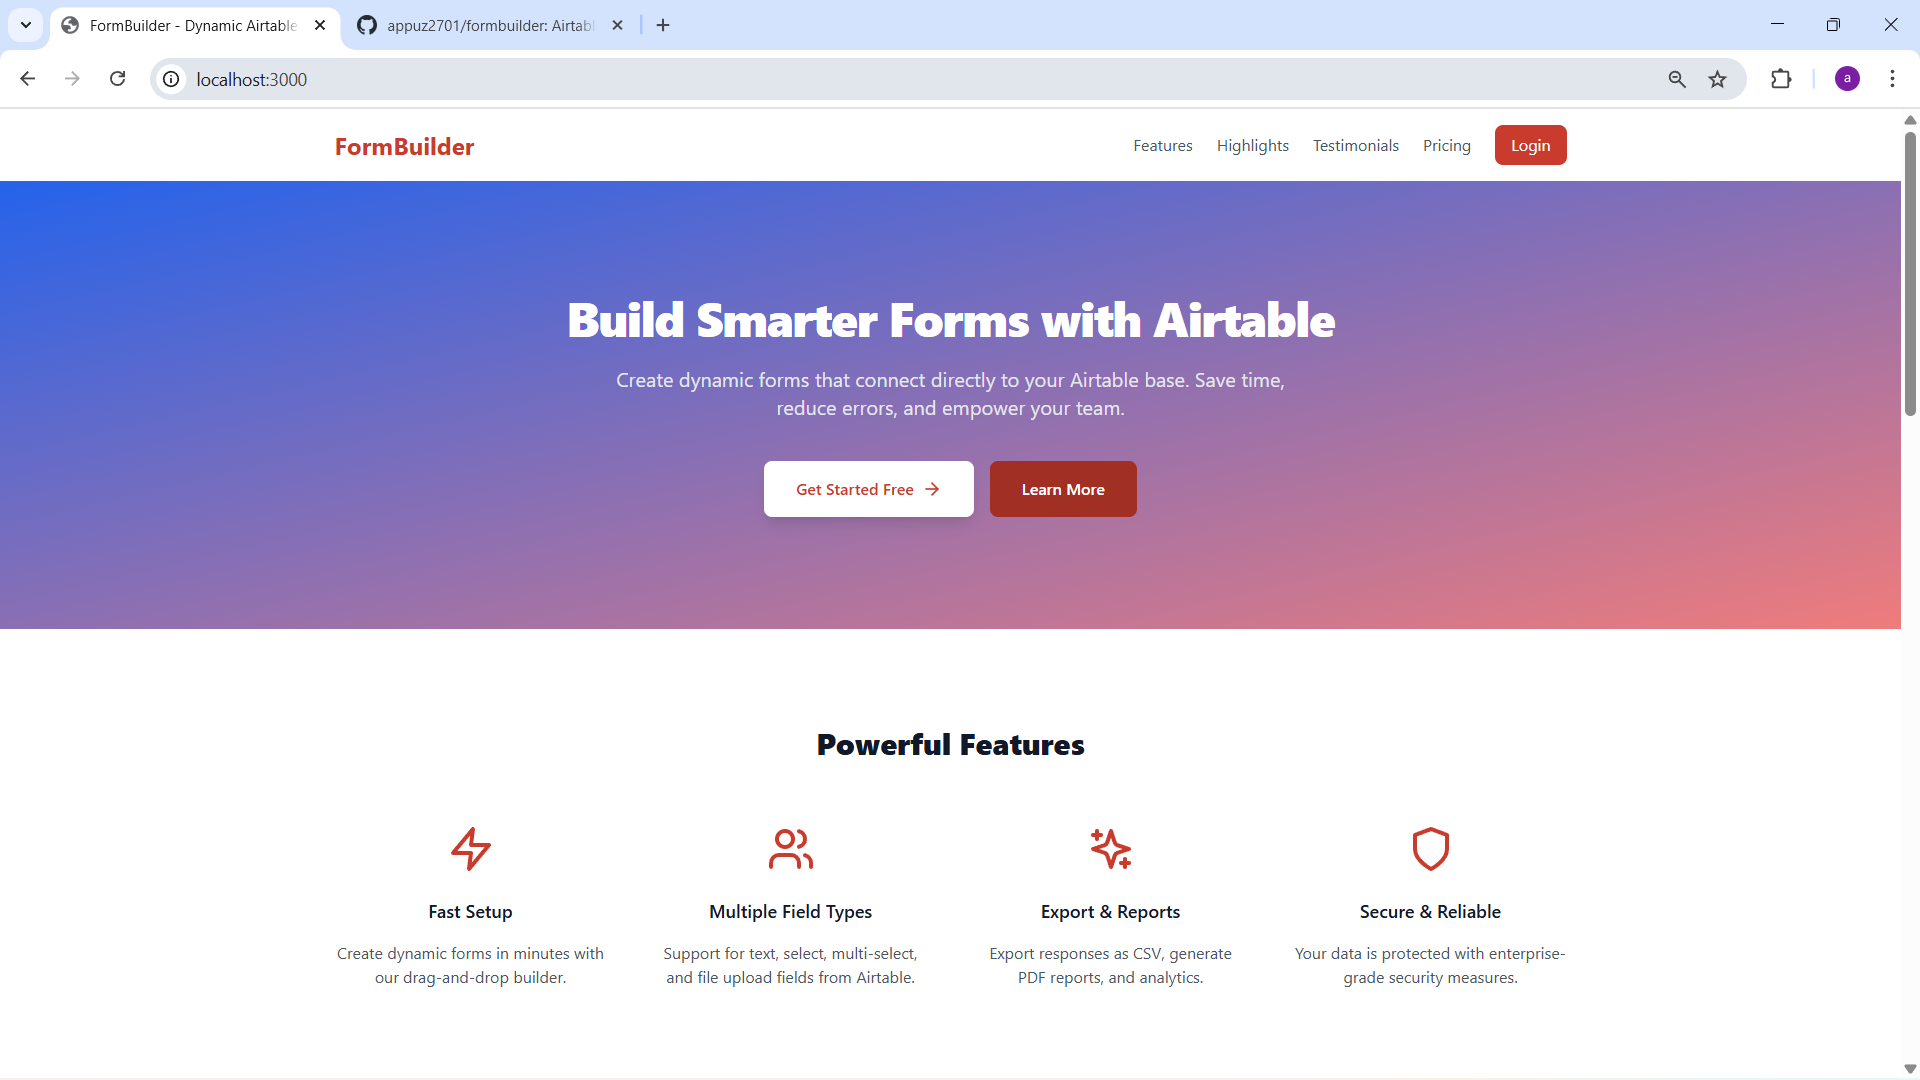 FormBuilder - Dynamic Airtable
appuz2701/formbuilder: Airtabl
localhost:3000
a
FormBuilder
Features
Highlights
Testimonials
Pricing
Login
Build Smarter Forms with Airtable
Create dynamic forms that connect directly to your Airtable base. Save time,
reduce errors, and empower your team.
Get Started Free
Learn More
Powerful Features
Fast Setup
Create dynamic forms in minutes with
our drag-and-drop builder.
Multiple Field Types
Support for text, select, multi-select,
and file upload fields from Airtable.
Export & Reports
Export responses as CSV, generate
PDF reports, and analytics.
Secure & Reliable
Your data is protected with enterprise-
grade security measures.